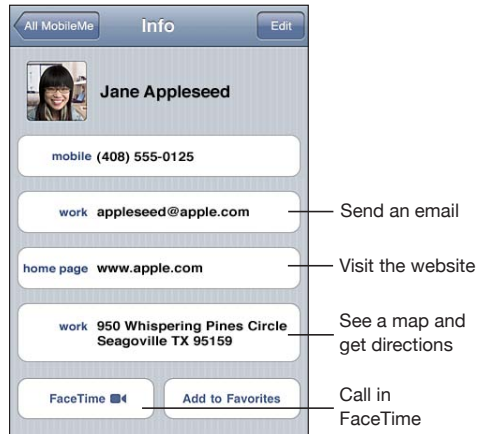 All MobileMe Info Edit
Jane Appleseed
mobile (408) 555-0125
work appleseed@apple.com
Send an email
home page www.apple.com
Visit the website
work 950 Whispering Pines Circle
Seagoville TX 95159
See a map and
get directions
FaceTime Add to Favorites
Call in
FaceTime